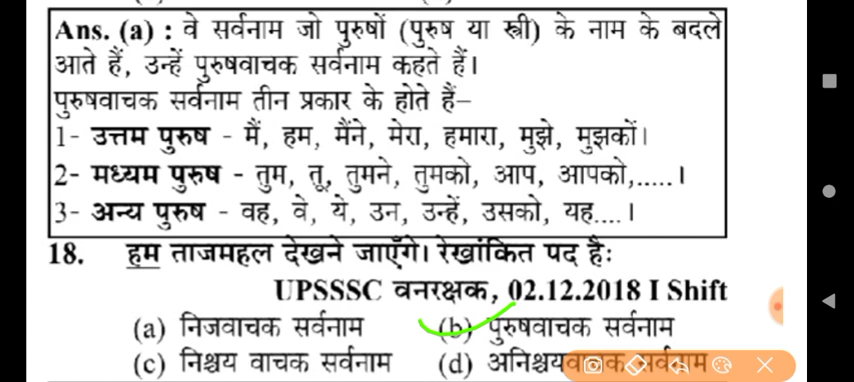 Ans. (a) : वे सर्वनाम जो पुरुषों (पुरुष या स्त्री) के नाम के बदले
आते हैं, उन्हें पुरुषवाचक सर्वनाम कहते हैं।
पुरुषवाचक सर्वनाम तीन प्रकार के होते हैं–
1- उत्तम पुरुष - मैं, हम, मैंने, मेरा, हमारा, मुझे, मुझकों।
2- मध्यम पुरुष - तुम, तू, तुमने, तुमको, आप, आपको,.....।
3- अन्य पुरुष - वह, वे, ये, उन, उन्हें, उसको, यह....।
18. हम ताजमहल देखने जाएँगे। रेखांकित पद है:
UPSSSC वनरक्षक, 02.12.2018 I Shift
(a) निजवाचक सर्वनाम (b) पुरुषवाचक सर्वनाम
(c) निश्चय वाचक सर्वनाम (d) अनिश्चयवाचक सर्वनाम